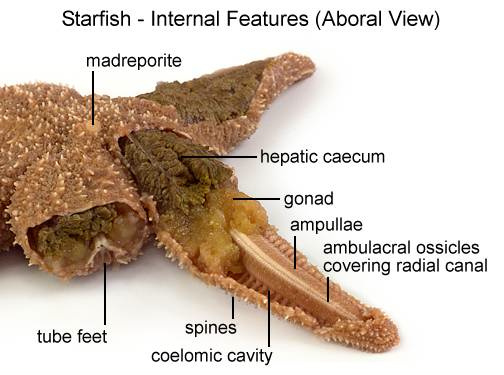 Starfish - Internal Features (Aboral View)
madreporite
hepatic caecum
gonad
ampullae
ambulacral ossicles
covering radial canal
spines
tube feet
coelomic cavity